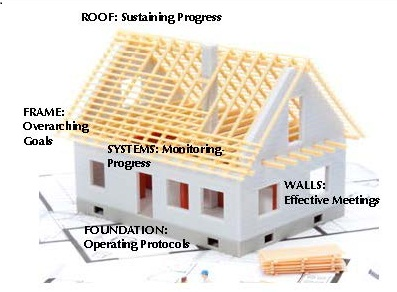 ROOF: Sustaining Progress
FRAME:
Overarching
Goals
SYSTEMS: Monitoring
Progress
WALLS:
Effective Meetings
FOUNDATION:
Operating Protocols